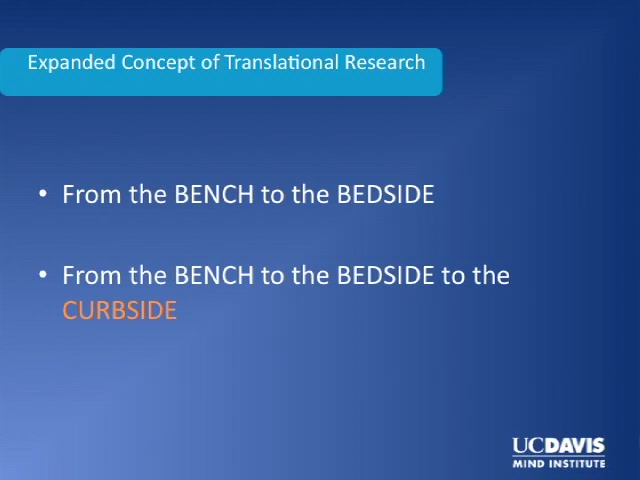 Expanded Concept of Translational Research
• From the BENCH to the BEDSIDE
• From the BENCH to the BEDSIDE to the
CURBSIDE
UCDAVIS
MIND INSTITUTE